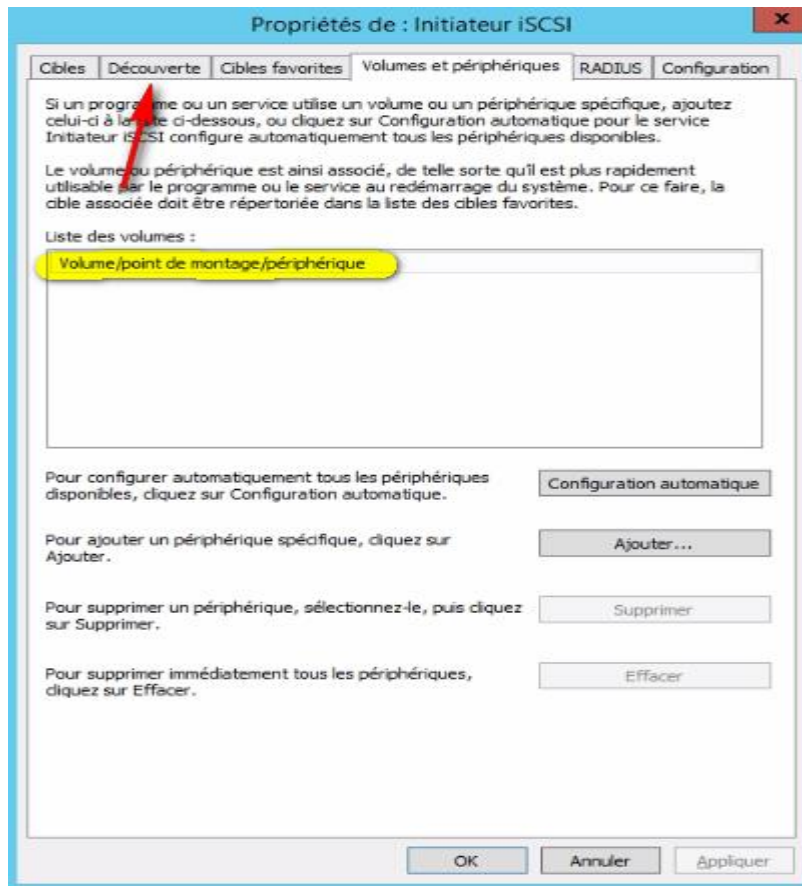 Propriétés de : Initiateur iSCSI
x
Cibles Découverte Cibles favorites Volumes et périphériques RADIUS Configuration
Si un programme ou un service utilise un volume ou un périphérique spécifique, ajoutez
celui-ci à la liste ci-dessous, ou cliquez sur Configuration automatique pour le service
Initiateur iSCSI configure automatiquement tous les périphériques disponibles.
Le volume ou périphérique est ainsi associé, de telle sorte qu'il est plus rapidement
utilisable par le programme ou le service au redémarrage du système. Pour ce faire, la
cible associée doit être répertoriée dans la liste des cibles favorites.
Liste des volumes :
Volume/point de montage/périphérique
Pour configurer automatiquement tous les périphériques
disponibles, cliquez sur Configuration automatique.
Configuration automatique
Pour ajouter un périphérique spécifique, cliquez sur
Ajouter.
Ajouter...
Pour supprimer un périphérique, sélectionnez-le, puis cliquez
sur Supprimer.
Supprimer
Pour supprimer immédiatement tous les périphériques,
cliquez sur Effacer.
Effacer
OK Annuler Appliquer